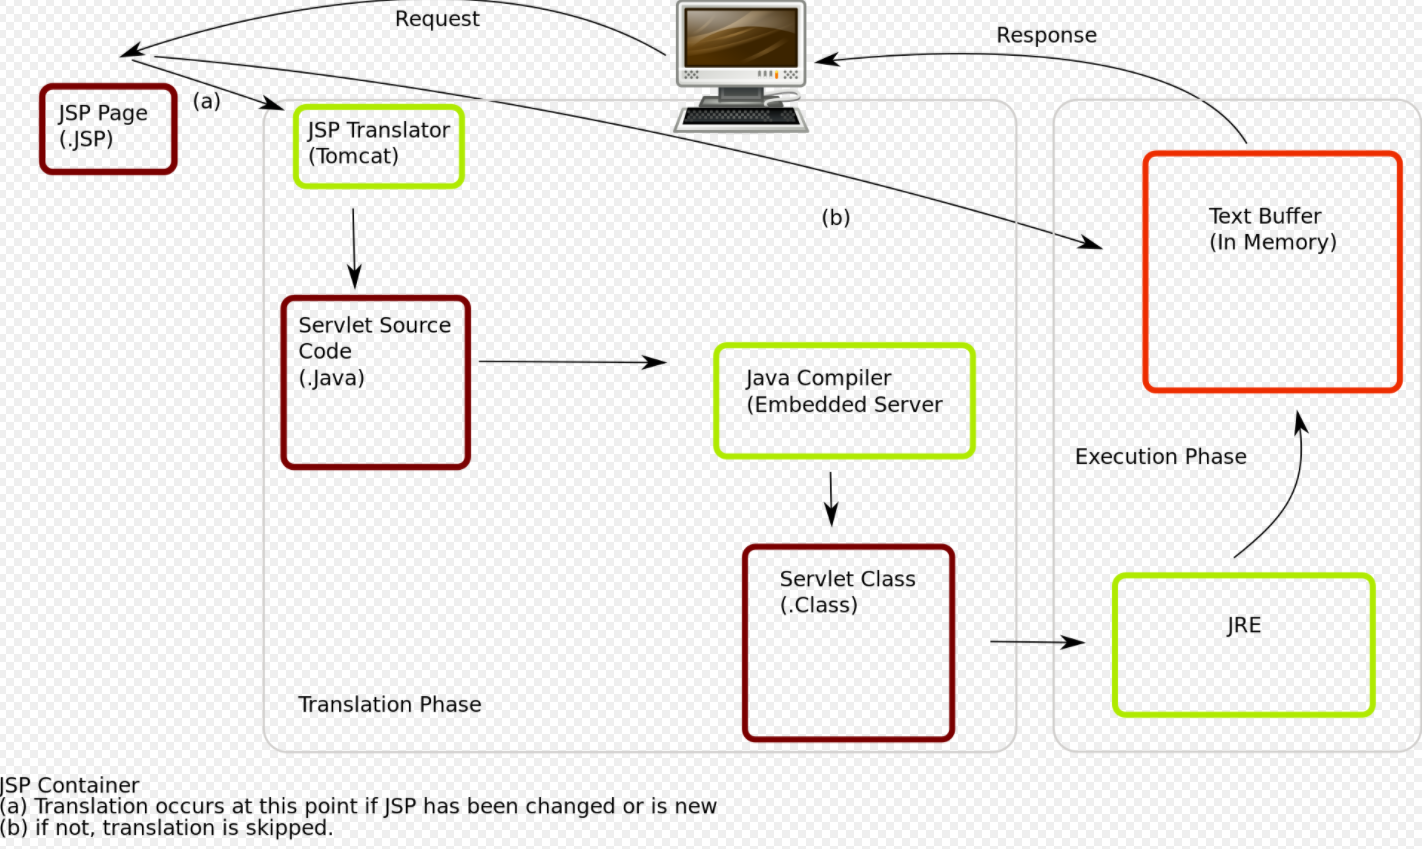 Request
Response
JSP Page
(.JSP)
(a)
JSP Translator
(Tomcat)
(b)
Text Buffer
(In Memory)
Servlet Source
Code
(.Java)
Java Compiler
(Embedded Server
Execution Phase
Servlet Class
(.Class)
JRE
Translation Phase
JSP Container
(a) Translation occurs at this point if JSP has been changed or is new
(b) if not, translation is skipped.